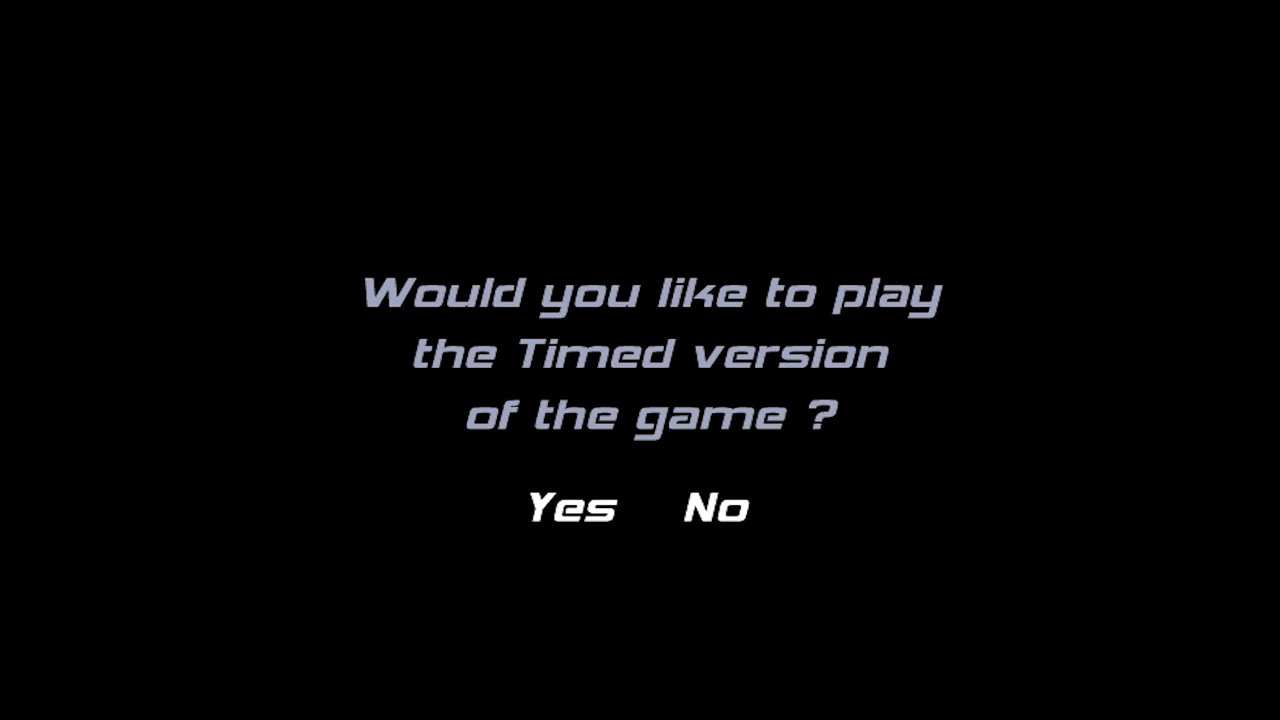 Would you like to play
the Timed version
of the game ?
Yes No